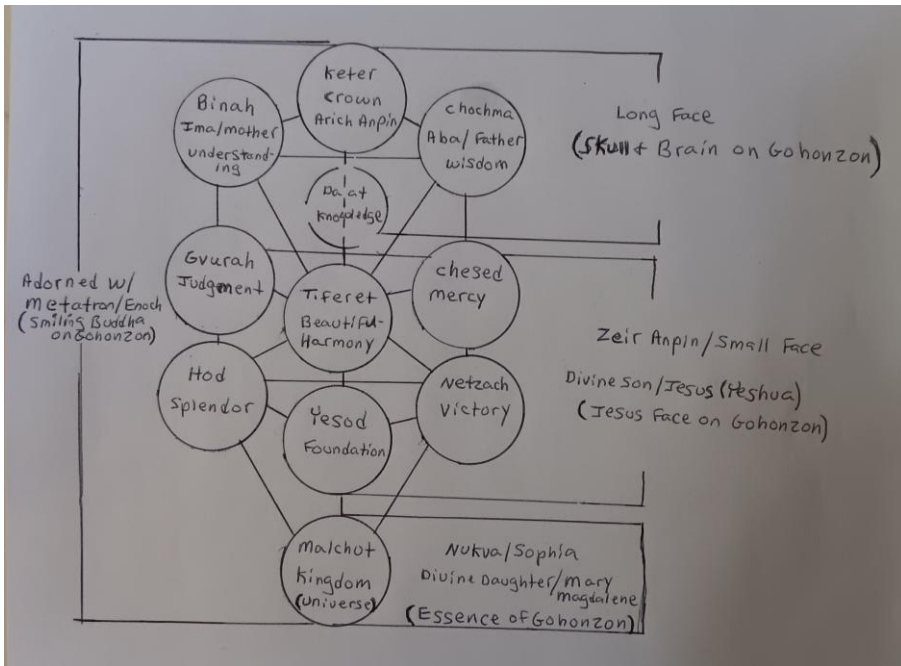 Keter
Crown
Arich Anpin
Binah
Ima/mother
understand-
ing
chochma
Aba/Father
wisdom
Long Face
(Skull + Brain on Gohonzon)
Da at
Knowledge
Gvurah
Judgment
chesed
mercy
Tiferet
Beautiful-
Harmony
Adorned w/
metatron/Enoch
(Smiling Buddha
on Gohonzon)
Zeir Anpin/Small Face
Divine Son/Jesus (Yeshua)
(Jesus Face on Gohonzon)
Hod
Splendor
Netzach
Victory
Yesod
Foundation
Malchot
Kingdom
(Universe)
Nukva/Sophia
Divine Daughter/mary
magdalene
(Essence of Gohonzon)